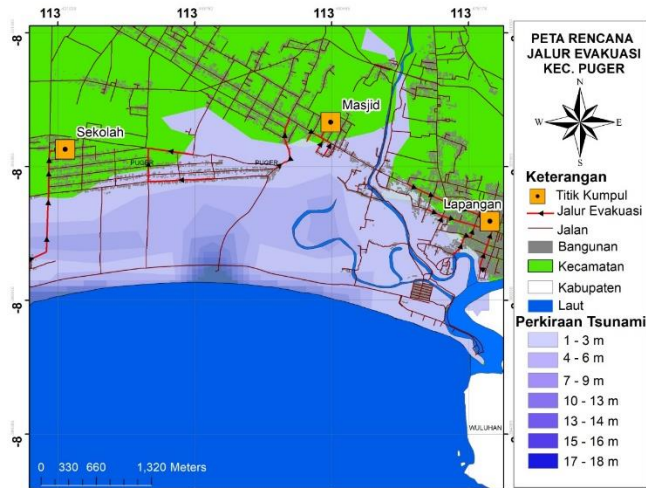 113
113
113
113
-8
-8
-8
-8
Masjid
Sekolah
PUGER
PUGER
Lapangan
WULUHAN
0 330 660 1,320 Meters
PETA RENCANA
JALUR EVAKUASI
KEC. PUGER
N
W E
S
Keterangan
Titik Kumpul
Jalur Evakuasi
Jalan
Bangunan
Kecamatan
Kabupaten
Laut
Perkiraan Tsunami
1 - 3 m
4 - 6 m
7 - 9 m
10 - 13 m
13 - 14 m
15 - 16 m
17 - 18 m